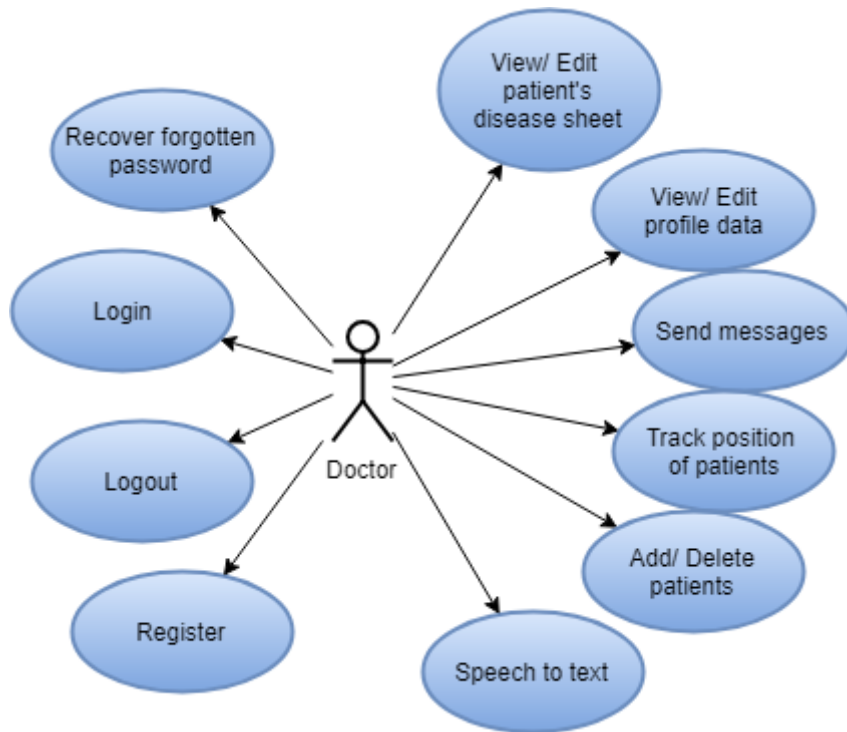 View/ Edit
patient's
disease sheet
Recover forgotten
password
View/ Edit
profile data
Login
Send messages
Track position
of patients
Doctor
Logout
Add/ Delete
patients
Register
Speech to text